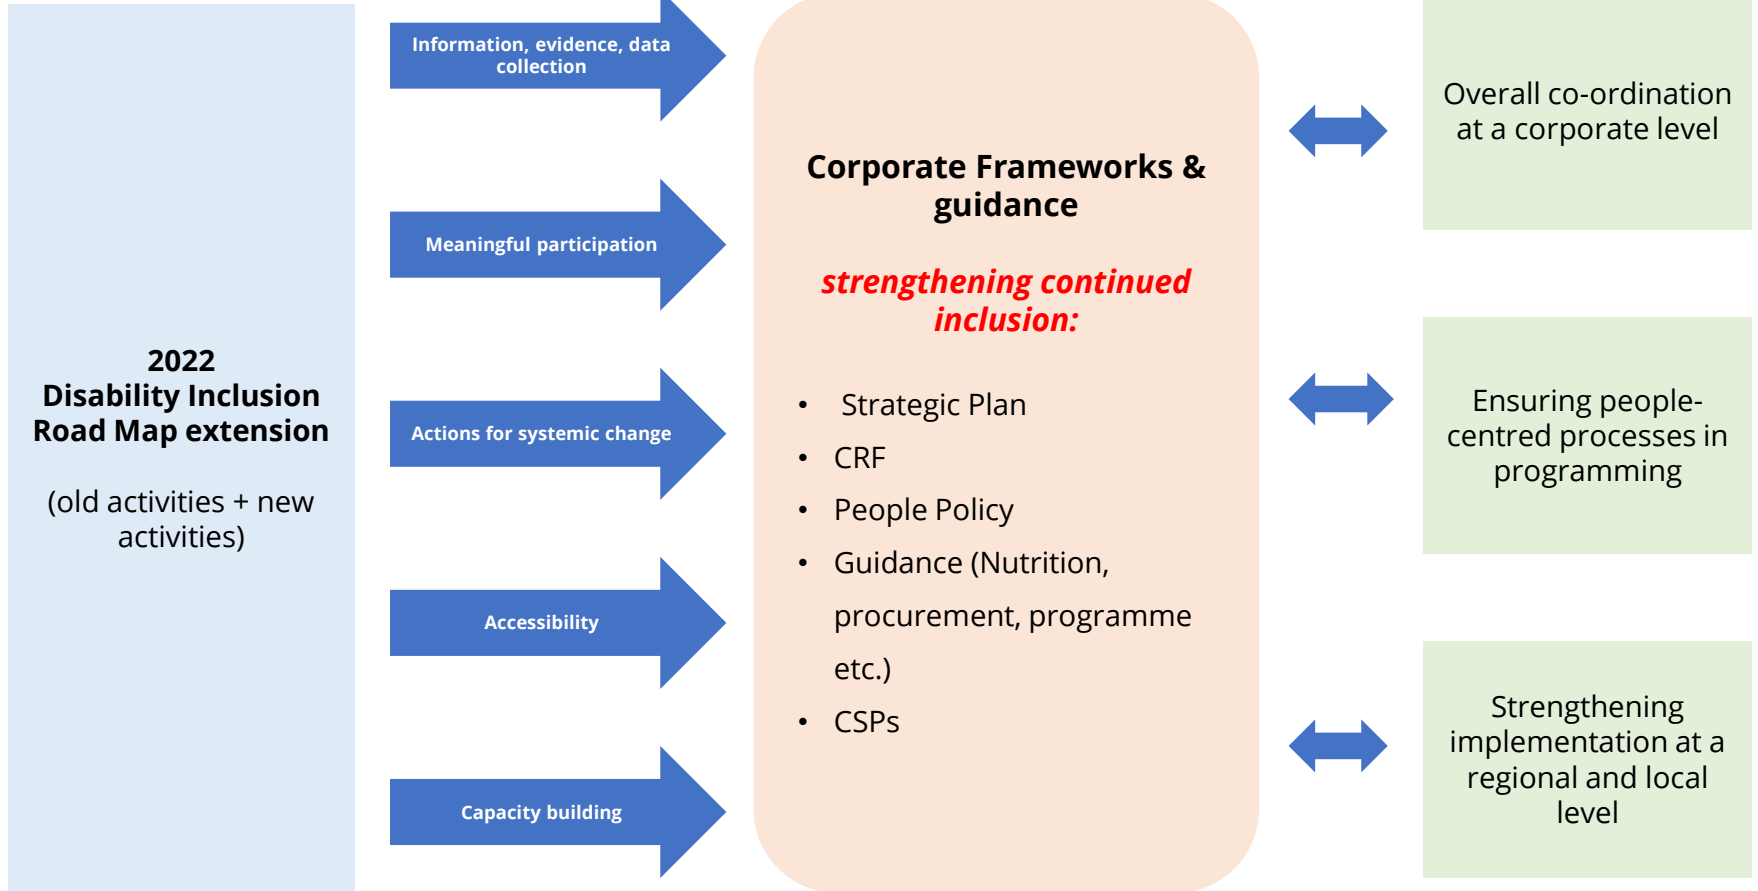 2022
Disability Inclusion
Road Map extension
(old activities + new
activities)
Information, evidence, data
collection
Meaningful participation
Actions for systemic change
Accessibility
Capacity building
Corporate Frameworks &
guidance
strengthening continued
inclusion:
• Strategic Plan
• CRF
• People Policy
• Guidance (Nutrition,
procurement, programme
etc.)
• CSPs
Overall co-ordination
at a corporate level
Ensuring people-
centred processes in
programming
Strengthening
implementation at a
regional and local
level